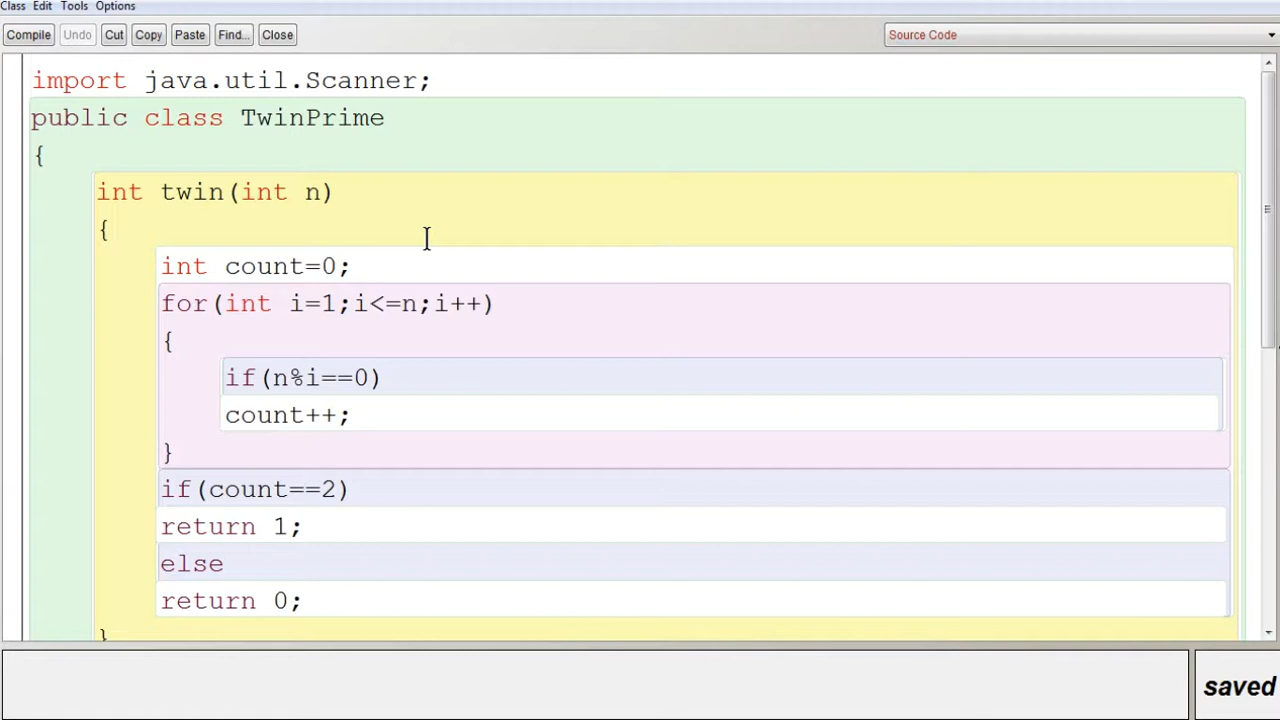 Class Edit Tools Options
Compile Undo Cut Copy Paste Find... Close Source Code
import java.util.Scanner;
public class TwinPrime
{
int twin(int n)
{
int count=0;
for(int i=1;i<=n;i++)
{
if(n%i==0)
count++;
}
if(count==2)
return 1;
else
return 0;
}
saved